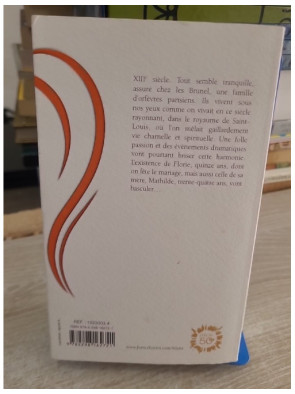 XIIIᵉ siècle. Tout semble tranquille,
autant chez les Brunel, une famille
d'orfèvres parisiens. Ils vivent sous
nos yeux comme on vivait en ce siècle
rayonnant, dans le royaume de Saint-
Louis, où l'on mêlait gaillardement
vie charnelle et spirituelle. Une folle
passion et des événements dramatiques
vont pourtant briser cette harmonie.
L'existence de Florie, quinze ans, dont
on fête le mariage, mais aussi celle de sa
mère, Mathilde, trente-quatre ans, vont
basculer...
50